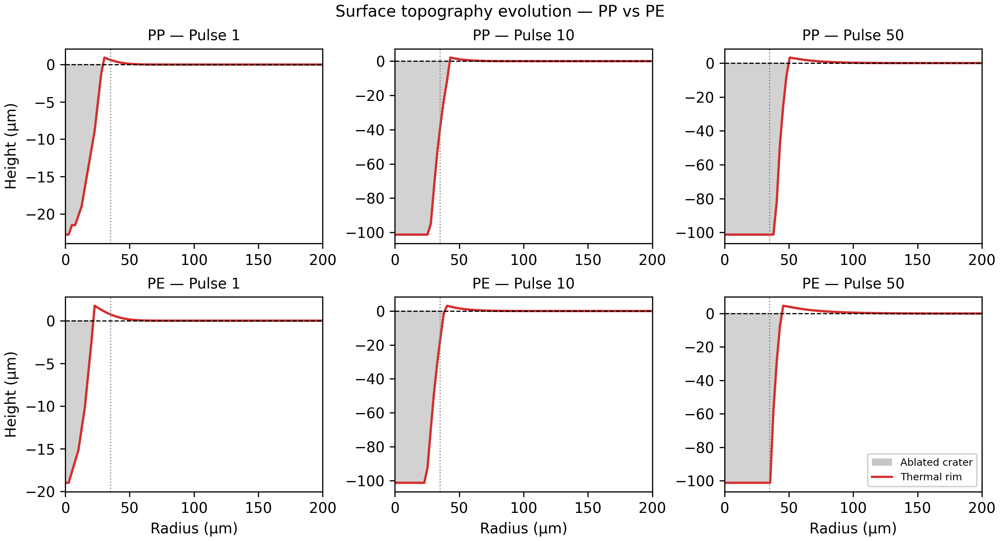 Surface topography evolution — PP vs PE
PP — Pulse 1
PP — Pulse 10
PP — Pulse 50
Height (μm)
0
−5
−10
−15
−20
0 50 100 150 200
0
−20
−40
−60
−80
−100
0 50 100 150 200
0
−20
−40
−60
−80
−100
0 50 100 150 200
PE — Pulse 1
PE — Pulse 10
PE — Pulse 50
Height (μm)
0
−5
−10
−15
−20
0 50 100 150 200
Radius (μm)
0
−20
−40
−60
−80
−100
0 50 100 150 200
Radius (μm)
0
−20
−40
−60
−80
−100
Ablated crater
Thermal rim
0 50 100 150 200
Radius (μm)